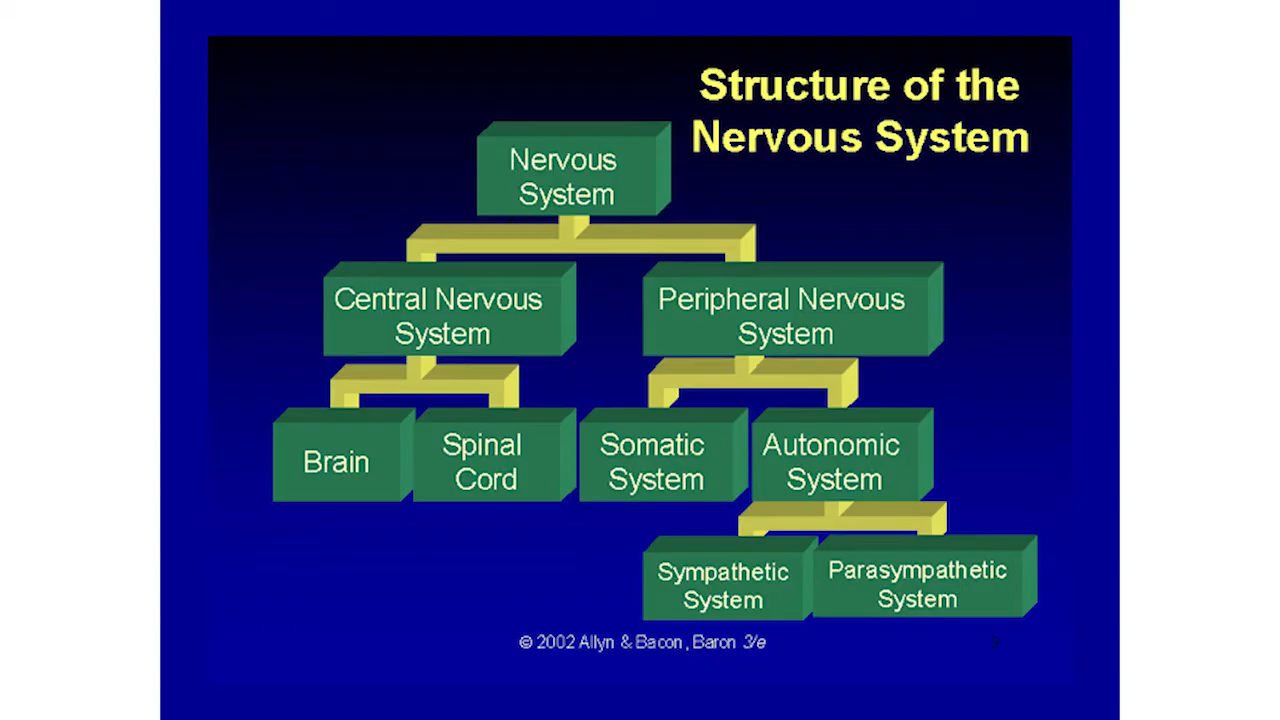 Structure of the
Nervous System
Nervous
System
Central Nervous
System
Peripheral Nervous
System
Brain
Spinal
Cord
Somatic
System
Autonomic
System
Sympathetic
System
Parasympathetic
System
© 2002 Allyn & Bacon, Baron 3/e